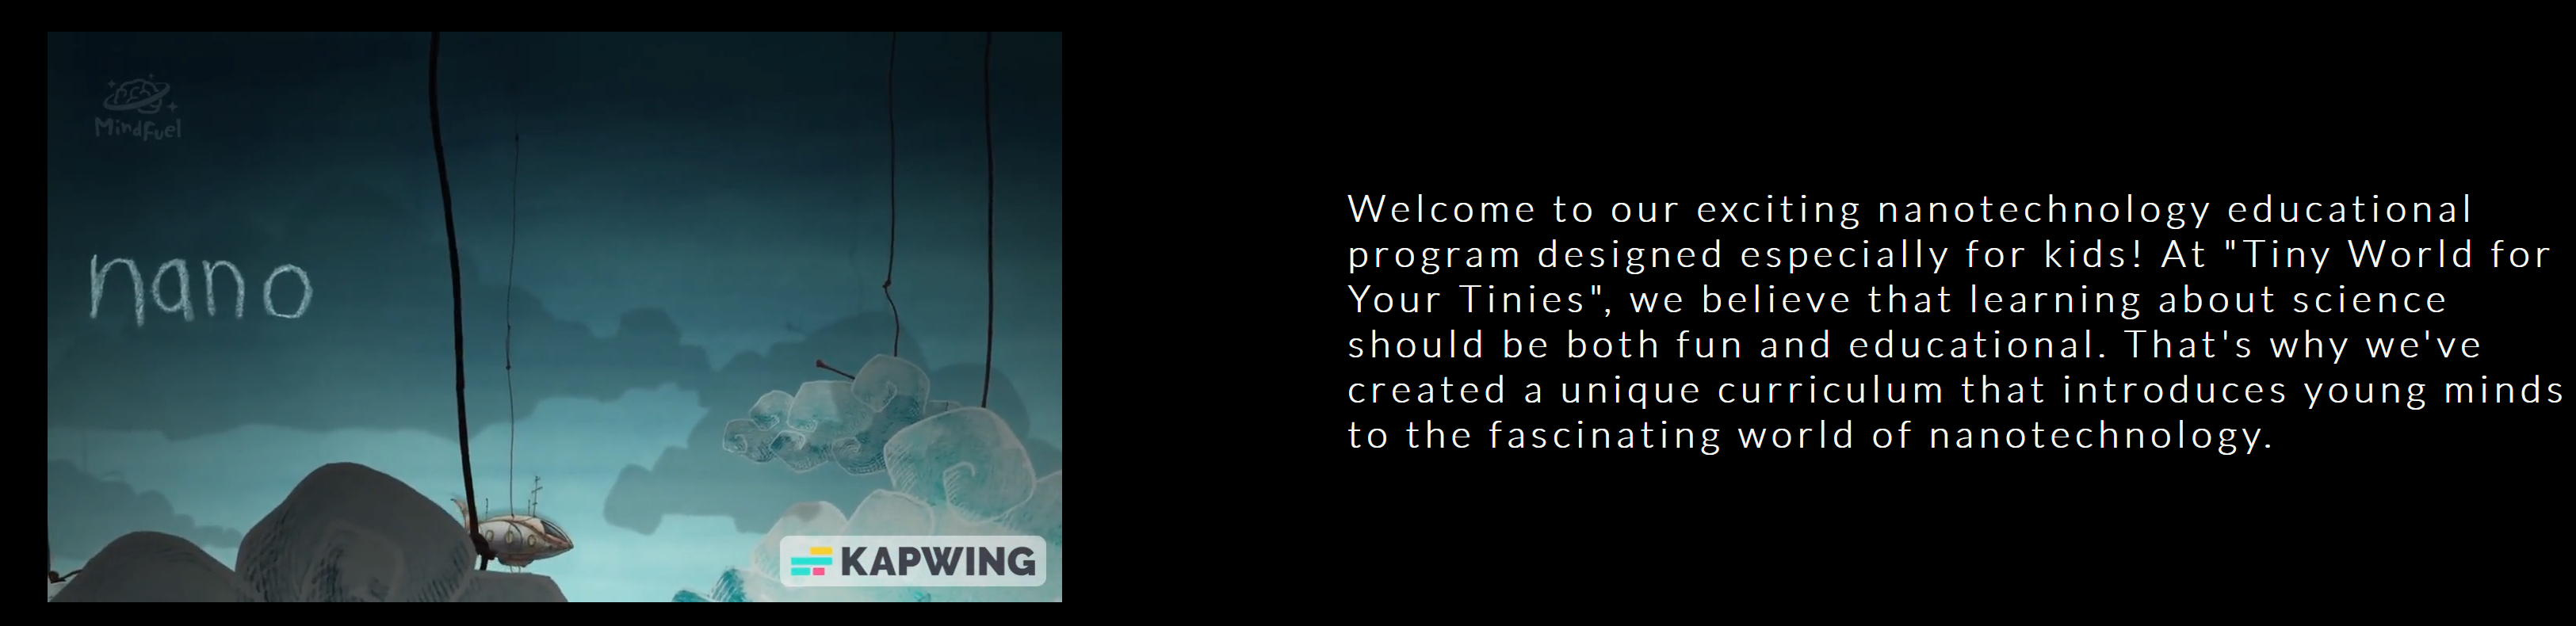 MindFuel
nano
KAPWING
Welcome to our exciting nanotechnology educational
program designed especially for kids! At "Tiny World for
Your Tinies", we believe that learning about science
should be both fun and educational. That's why we've
created a unique curriculum that introduces young minds
to the fascinating world of nanotechnology.